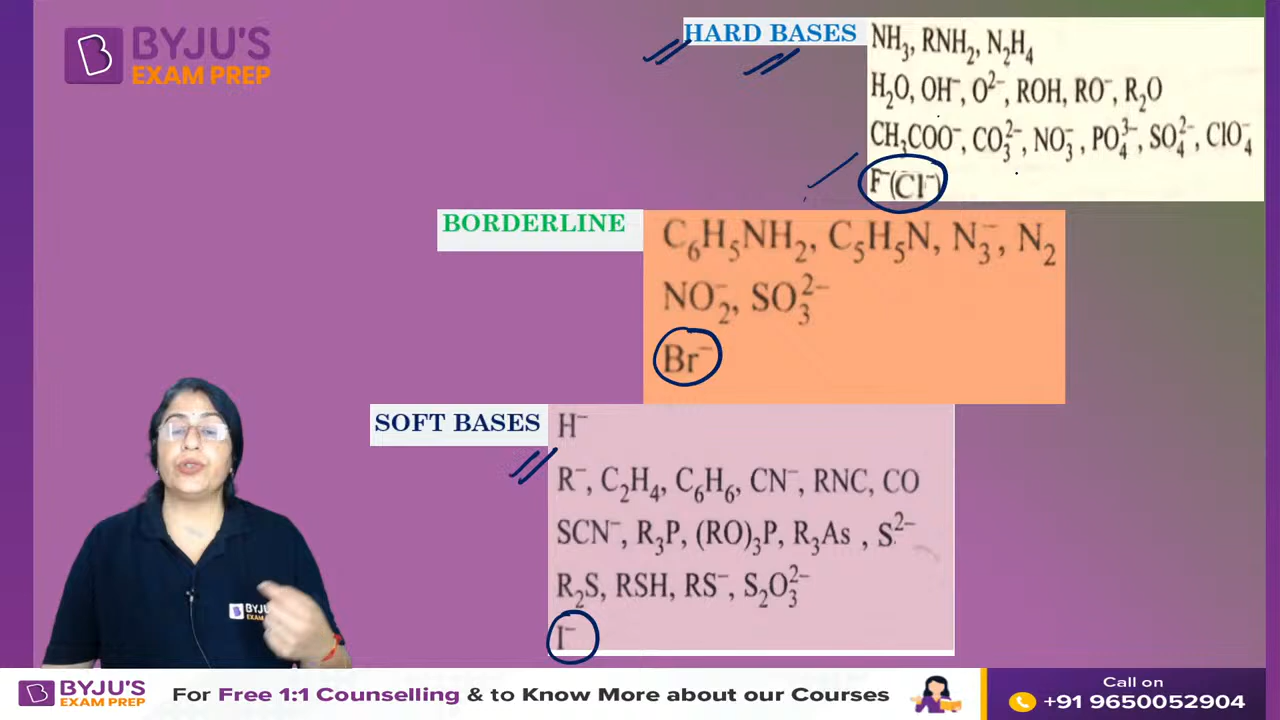 BYJU'S
EXAM PREP
HARD BASES
NH₃, RNH₂, N₂H₄
H₂O, OH⁻, O²⁻, ROH, RO⁻, R₂O
CH₃COO⁻, CO₃²⁻, NO₃⁻, PO₄³⁻, SO₄²⁻, ClO₄⁻
F⁻(Cl⁻)
BORDERLINE
C₆H₅NH₂, C₅H₅N, N₃⁻, N₂
NO₂⁻, SO₃²⁻
Br⁻
SOFT BASES
H⁻
R⁻, C₂H₄, C₆H₆, CN⁻, RNC, CO
SCN⁻, R₃P, (RO)₃P, R₃As , S²⁻
R₂S, RSH, RS⁻, S₂O₃²⁻
I⁻
BYJU'S
BYJU'S
EXAM PREP
For Free 1:1 Counselling & to Know More about our Courses
Call on
+91 9650052904